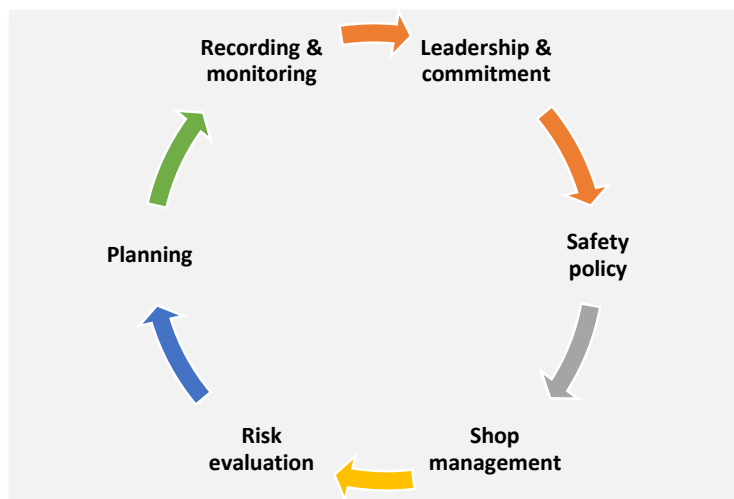 Recording &
monitoring
Leadership &
commitment
Safety
policy
Shop
management
Risk
evaluation
Planning